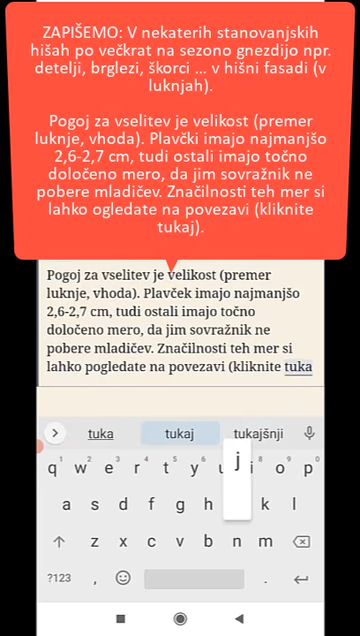 ZAPIŠEMO: V nekaterih stanovanjskih
hišah po večkrat na sezono gnezdijo npr.
detelji, brglezi, škorci ... v hišni fasadi (v
luknjah).
Pogoj za vselitev je velikost (premer
luknje, vhoda). Plavčki imajo najmanjšo
2,6-2,7 cm, tudi ostali imajo točno
določeno mero, da jim sovražnik ne
pobere mladičev. Značilnosti teh mer si
lahko ogledate na povezavi (kliknite
tukaj).
Pogoj za vselitev je velikost (premer
luknje, vhoda). Plavček imajo najmanjšo
2,6-2,7 cm, tudi ostali imajo točno
določeno mero, da jim sovražnik ne
pobere mladičev. Značilnosti teh mer si
lahko pogledate na povezavi (kliknite tuka
tuka tukaj tukajšnji
1 2 3 4 5 6 7 8 9 0
q w e r t y u i o p
j
a s d f g h k l
z x c v b n m
?123 , .